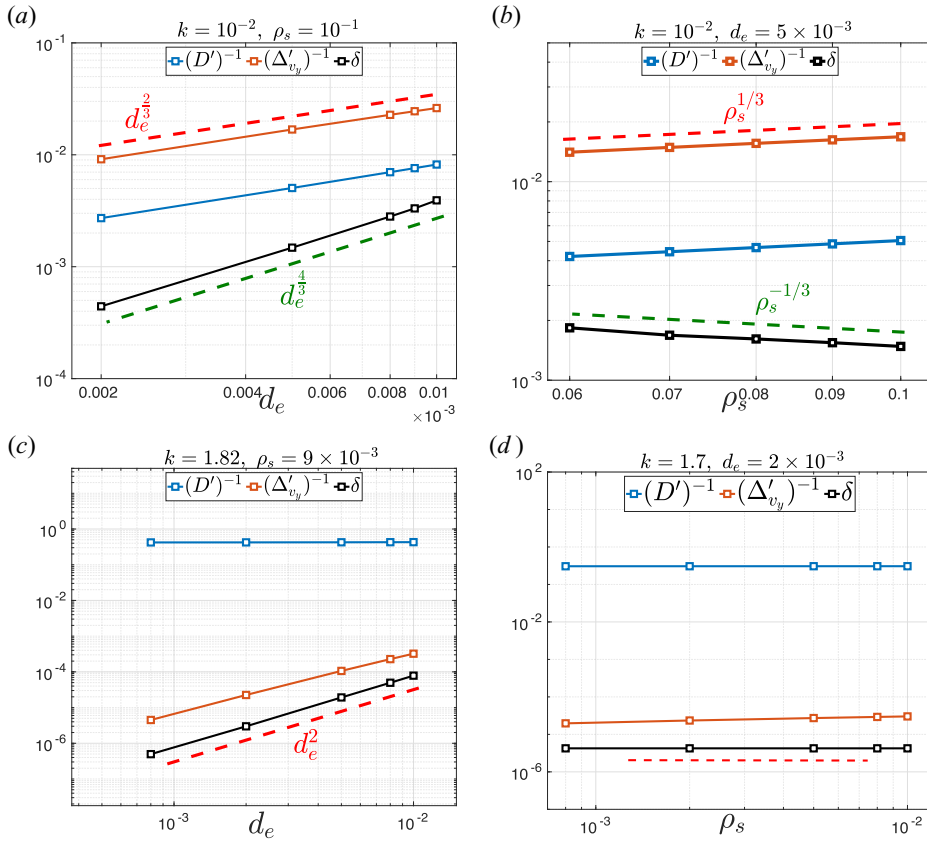 (a)
k = 10^{-2}, ρ_s = 10^{-1}
(D′)^{-1} (Δ′_{v_y})^{-1} δ
10^{-1}
10^{-2}
10^{-3}
10^{-4}
d_e^{2/3}
d_e^{4/3}
0.002 0.004 0.006 0.008 0.01
× 10^{-3}
d_e
(b)
k = 10^{-2}, d_e = 5 × 10^{-3}
(D′)^{-1} (Δ′_{v_y})^{-1} δ
10^{-2}
10^{-3}
ρ_s^{1/3}
ρ_s^{-1/3}
0.06 0.07 0.08 0.09 0.1
ρ_s
(c)
k = 1.82, ρ_s = 9 × 10^{-3}
(D′)^{-1} (Δ′_{v_y})^{-1} δ
10^0
10^{-2}
10^{-4}
10^{-6}
d_e^2
10^{-3} 10^{-2}
d_e
(d)
k = 1.7, d_e = 2 × 10^{-3}
(D′)^{-1} (Δ′_{v_y})^{-1} δ
10^2
10^{-2}
10^{-6}
10^{-3} 10^{-2}
ρ_s